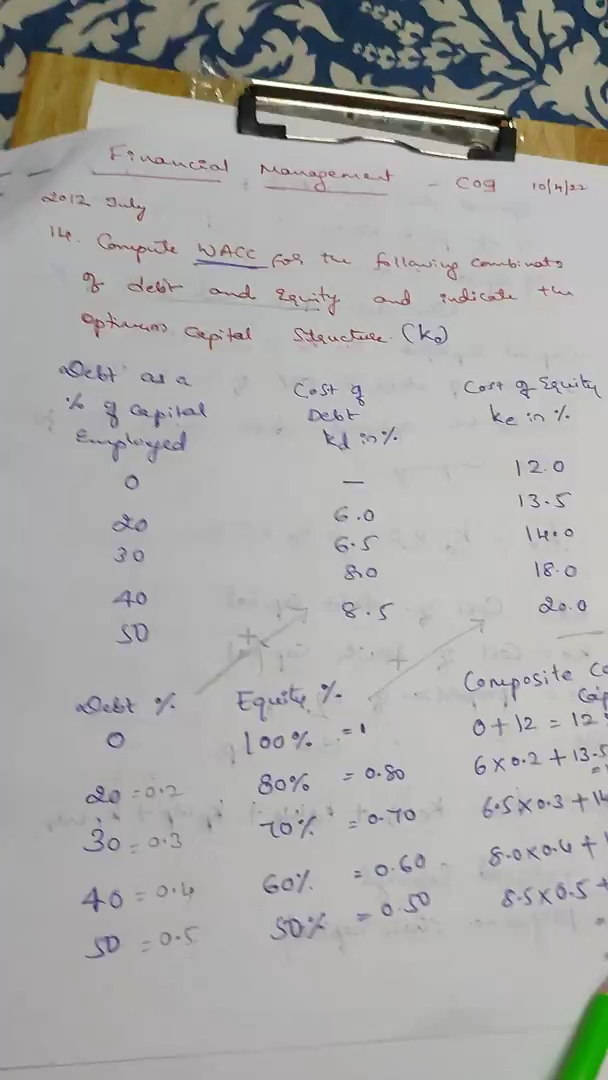 Financial Management - COg 10/4/22
2012 July
14. Compute WACC for the following combinats
of debt and Equity and indicate the
Optimum Capital Structure. (Ko)
Debt as a % of Capital Employed
Cost of Debt kd in %
Cost of Equity ke in %
0 — 12.0
20 6.0 13.5
30 6.5 14.0
40 8.0 18.0
50 8.5 20.0
Debt % Equity % Composite Co
Cap
0 100% = 1 0 + 12 = 12
20 = 0.2 80% = 0.80 6 x 0.2 + 13.5
30 = 0.3 70% = 0.70 6.5 x 0.3 + 14
40 = 0.4 60% = 0.60 8.0 x 0.4 + 1
50 = 0.5 50% = 0.50 8.5 x 0.5 +